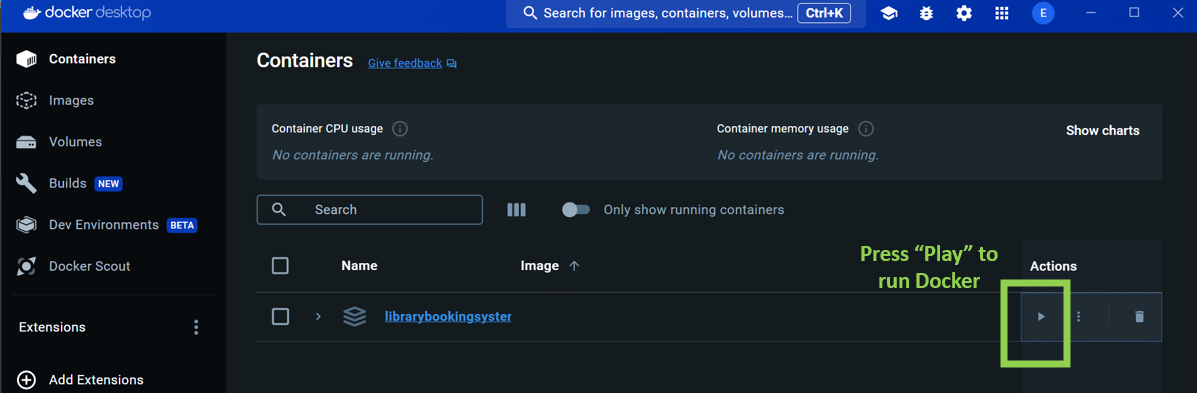 docker desktop
Search for images, containers, volumes... Ctrl+K
E
Containers
Images
Volumes
Builds NEW
Dev Environments BETA
Docker Scout
Extensions
Add Extensions
Containers Give feedback
Container CPU usage
No containers are running.
Container memory usage
No containers are running.
Show charts
Search
Only show running containers
Press “Play” to
run Docker
Name Image Actions
librarybookingsyster